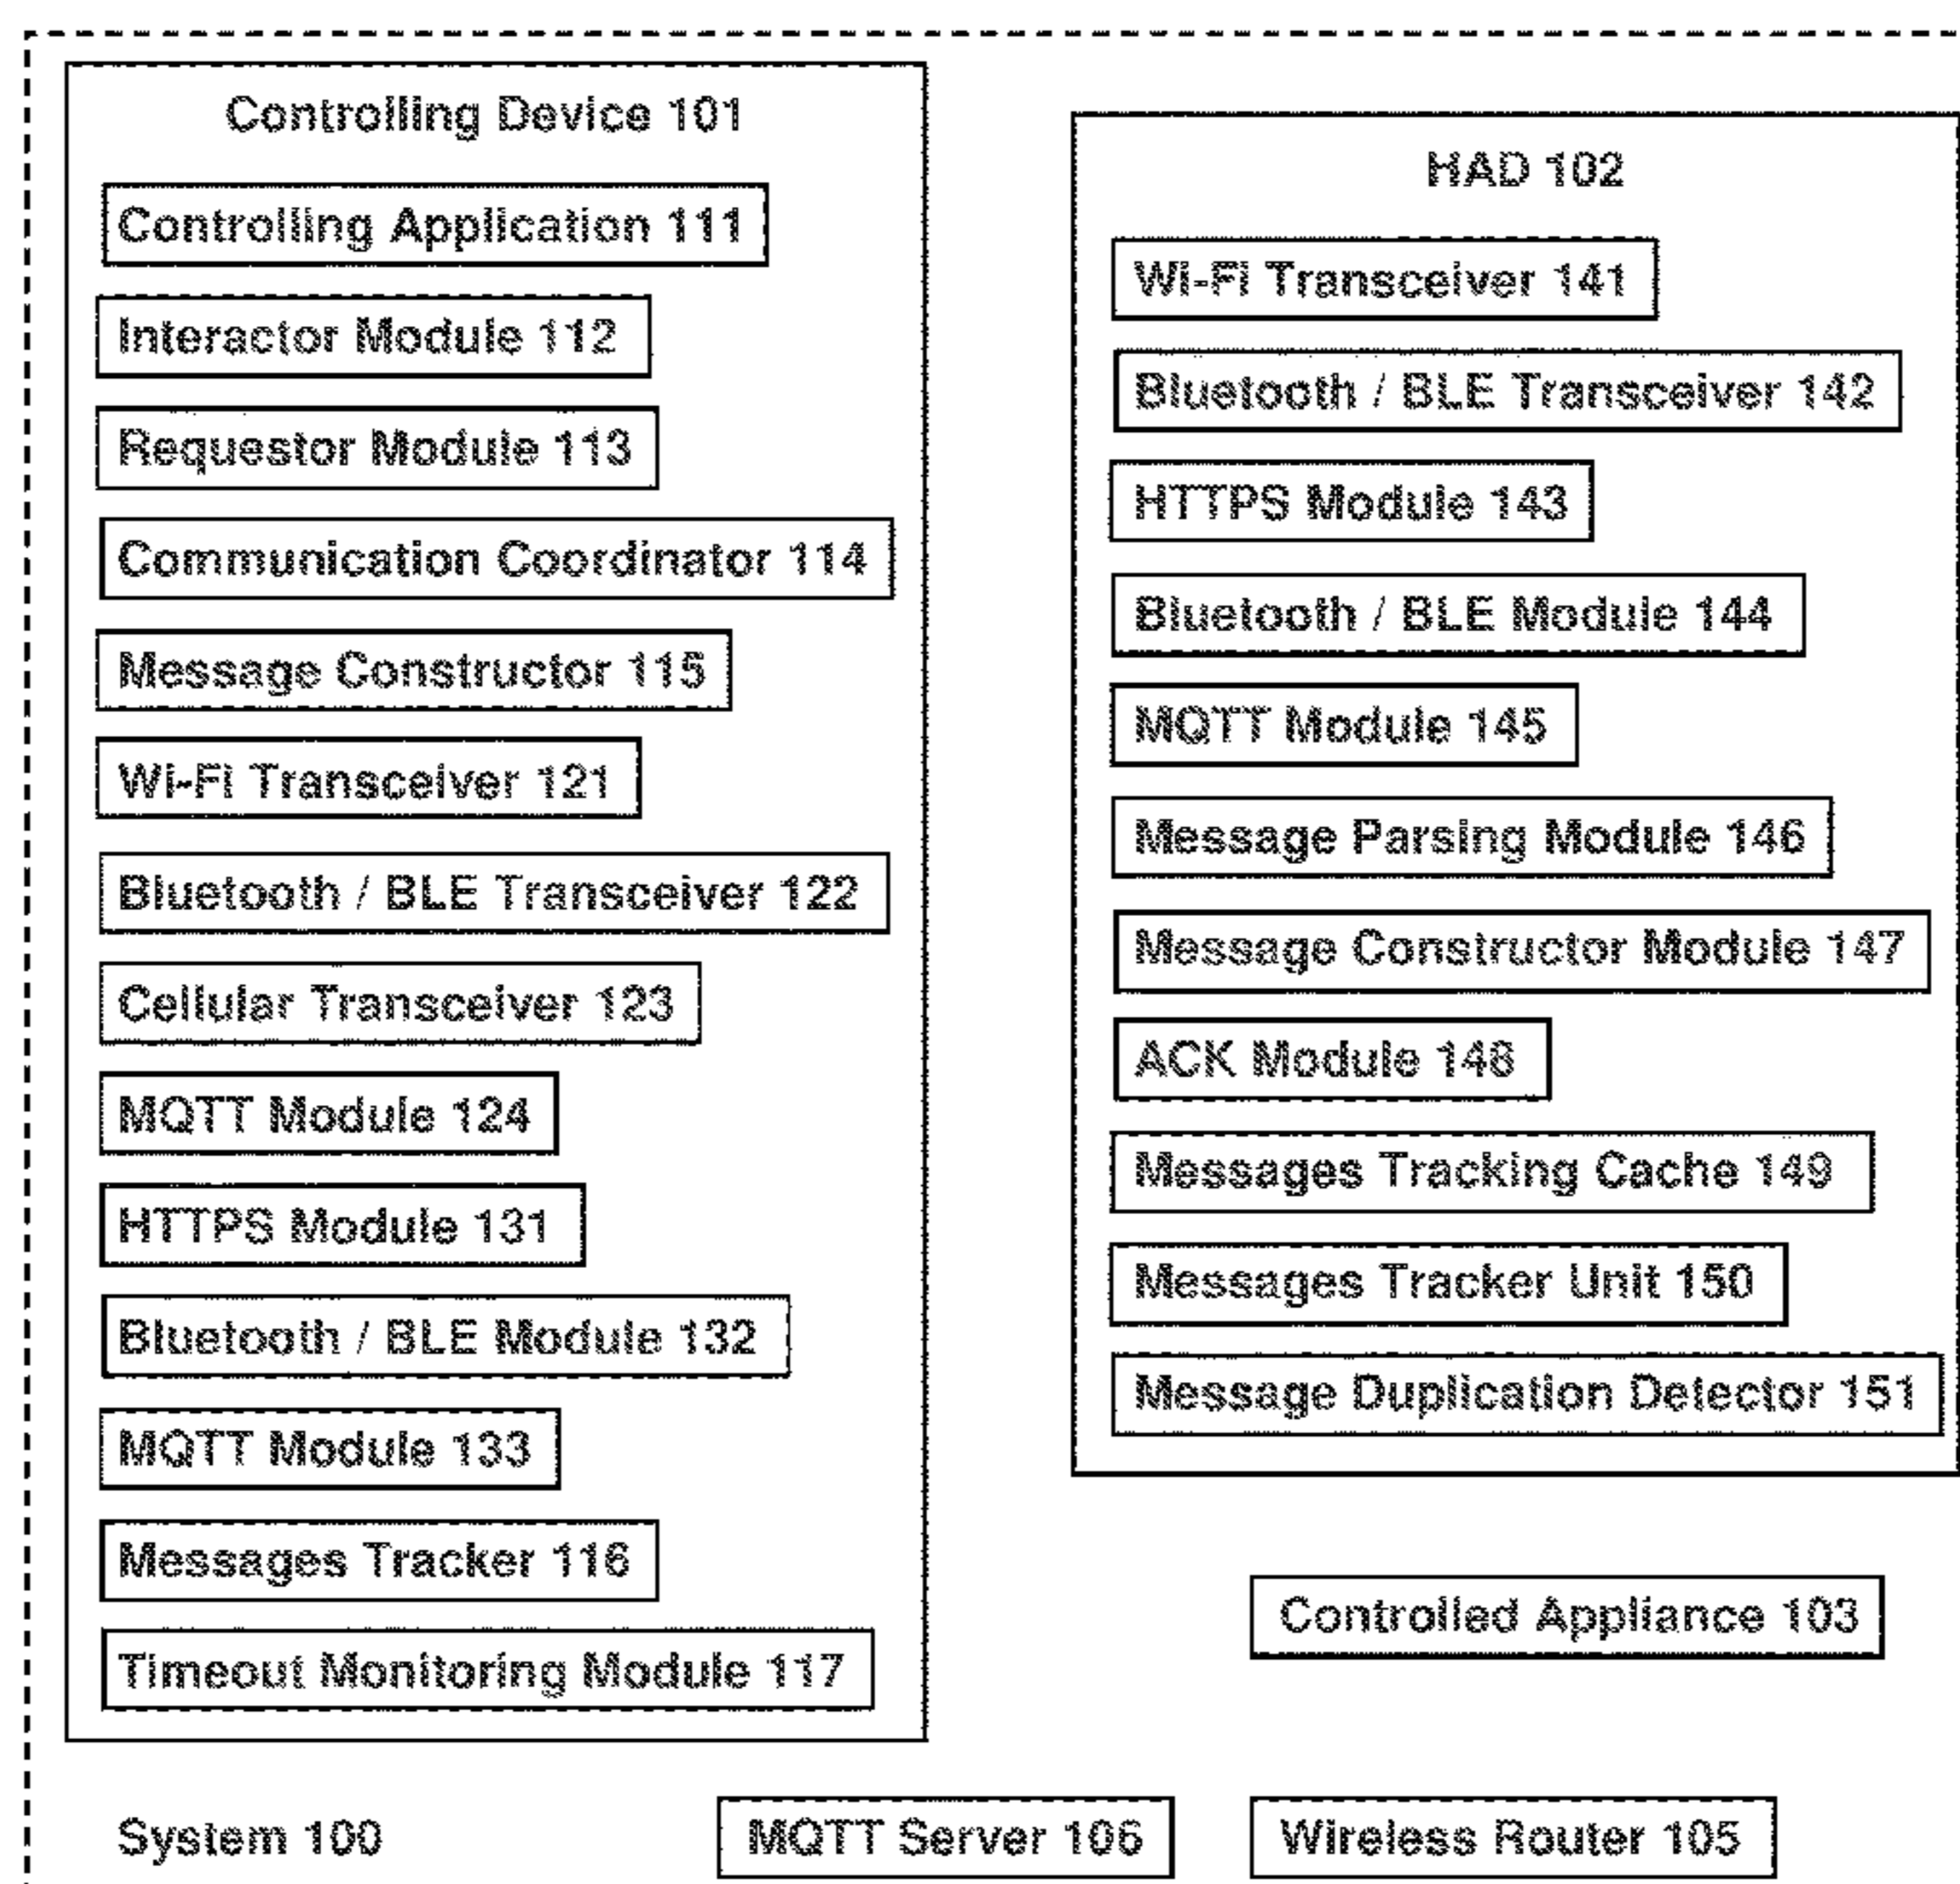 Controlling Device 101
Controlling Application 111
Interactor Module 112
Requestor Module 113
Communication Coordinator 114
Message Constructor 115
Wi-Fi Transceiver 121
Bluetooth / BLE Transceiver 122
Cellular Transceiver 123
MQTT Module 124
HTTPS Module 131
Bluetooth / BLE Module 132
MQTT Module 133
Messages Tracker 116
Timeout Monitoring Module 117
HAD 102
Wi-Fi Transceiver 141
Bluetooth / BLE Transceiver 142
HTTPS Module 143
Bluetooth / BLE Module 144
MQTT Module 145
Message Parsing Module 146
Message Constructor Module 147
ACK Module 148
Messages Tracking Cache 149
Messages Tracker Unit 150
Message Duplication Detector 151
Controlled Appliance 103
System 100
MQTT Server 106
Wireless Router 105